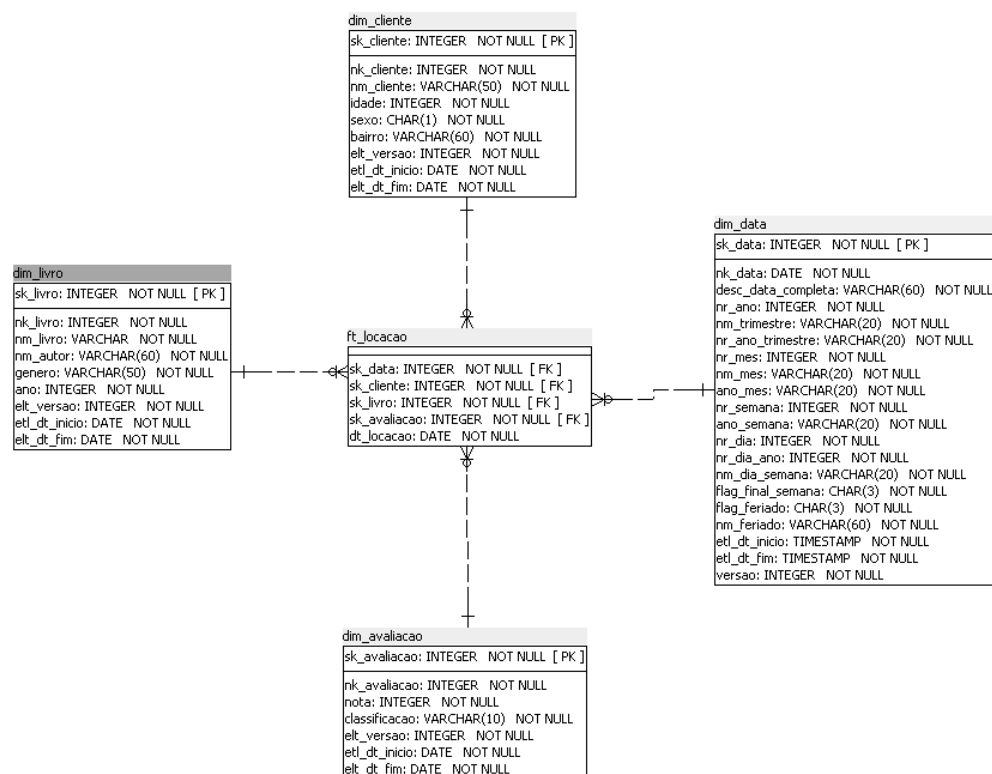 dim_cliente
sk_cliente: INTEGER NOT NULL [ PK ]
nk_cliente: INTEGER NOT NULL
nm_cliente: VARCHAR(50) NOT NULL
idade: INTEGER NOT NULL
sexo: CHAR(1) NOT NULL
bairro: VARCHAR(60) NOT NULL
elt_versao: INTEGER NOT NULL
etl_dt_inicio: DATE NOT NULL
elt_dt_fim: DATE NOT NULL
dim_livro
sk_livro: INTEGER NOT NULL [ PK ]
nk_livro: INTEGER NOT NULL
nm_livro: VARCHAR NOT NULL
nm_autor: VARCHAR(60) NOT NULL
genero: VARCHAR(50) NOT NULL
ano: INTEGER NOT NULL
elt_versao: INTEGER NOT NULL
etl_dt_inicio: DATE NOT NULL
elt_dt_fim: DATE NOT NULL
ft_locacao
sk_data: INTEGER NOT NULL [ FK ]
sk_cliente: INTEGER NOT NULL [ FK ]
sk_livro: INTEGER NOT NULL [ FK ]
sk_avaliacao: INTEGER NOT NULL [ FK ]
dt_locacao: DATE NOT NULL
dim_data
sk_data: INTEGER NOT NULL [ PK ]
nk_data: DATE NOT NULL
desc_data_completa: VARCHAR(60) NOT NULL
nr_ano: INTEGER NOT NULL
nm_trimestre: VARCHAR(20) NOT NULL
nr_ano_trimestre: VARCHAR(20) NOT NULL
nr_mes: INTEGER NOT NULL
nm_mes: VARCHAR(20) NOT NULL
ano_mes: VARCHAR(20) NOT NULL
nr_semana: INTEGER NOT NULL
ano_semana: VARCHAR(20) NOT NULL
nr_dia: INTEGER NOT NULL
nr_dia_ano: INTEGER NOT NULL
nm_dia_semana: VARCHAR(20) NOT NULL
flag_final_semana: CHAR(3) NOT NULL
flag_feriado: CHAR(3) NOT NULL
nm_feriado: VARCHAR(60) NOT NULL
etl_dt_inicio: TIMESTAMP NOT NULL
etl_dt_fim: TIMESTAMP NOT NULL
versao: INTEGER NOT NULL
dim_avaliacao
sk_avaliacao: INTEGER NOT NULL [ PK ]
nk_avaliacao: INTEGER NOT NULL
nota: INTEGER NOT NULL
classificacao: VARCHAR(10) NOT NULL
elt_versao: INTEGER NOT NULL
etl_dt_inicio: DATE NOT NULL
elt_dt_fim: DATE NOT NULL